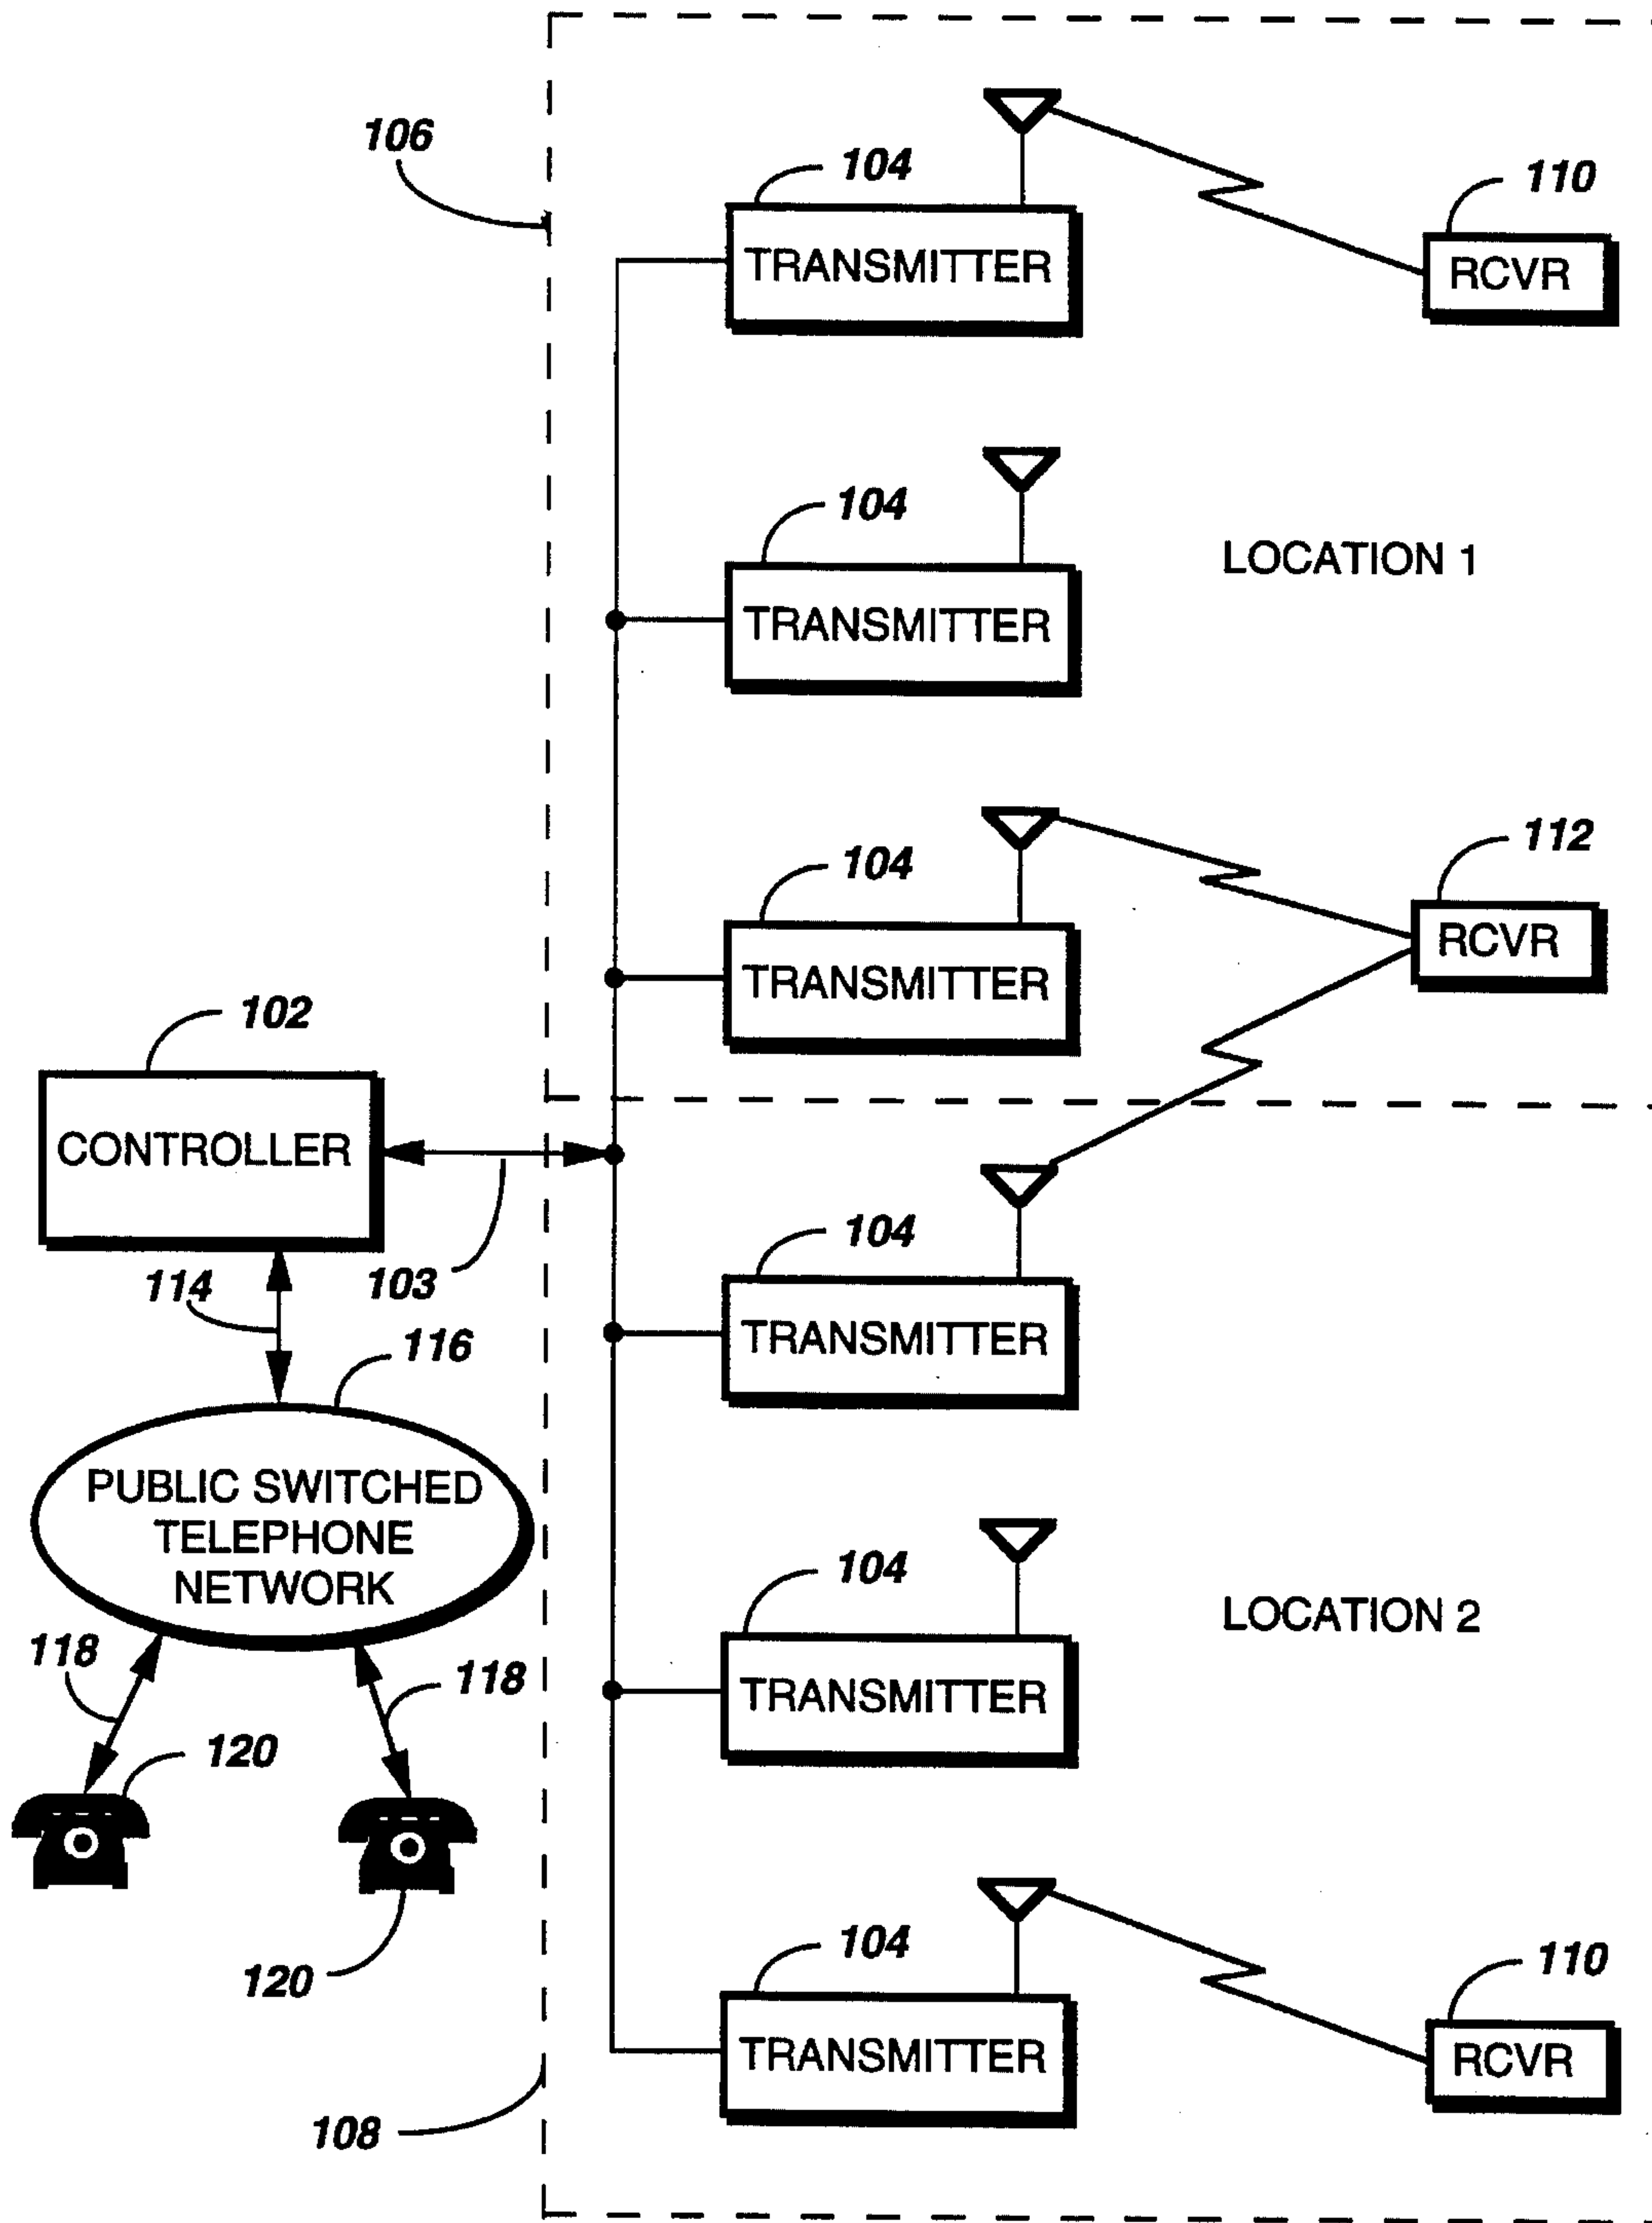 106
104
110
TRANSMITTER
RCVR
104
LOCATION 1
TRANSMITTER
104
112
TRANSMITTER
RCVR
102
CONTROLLER
103
114
104
TRANSMITTER
116
PUBLIC SWITCHED
TELEPHONE
NETWORK
118
118
104
LOCATION 2
TRANSMITTER
120
120
104
110
TRANSMITTER
RCVR
108